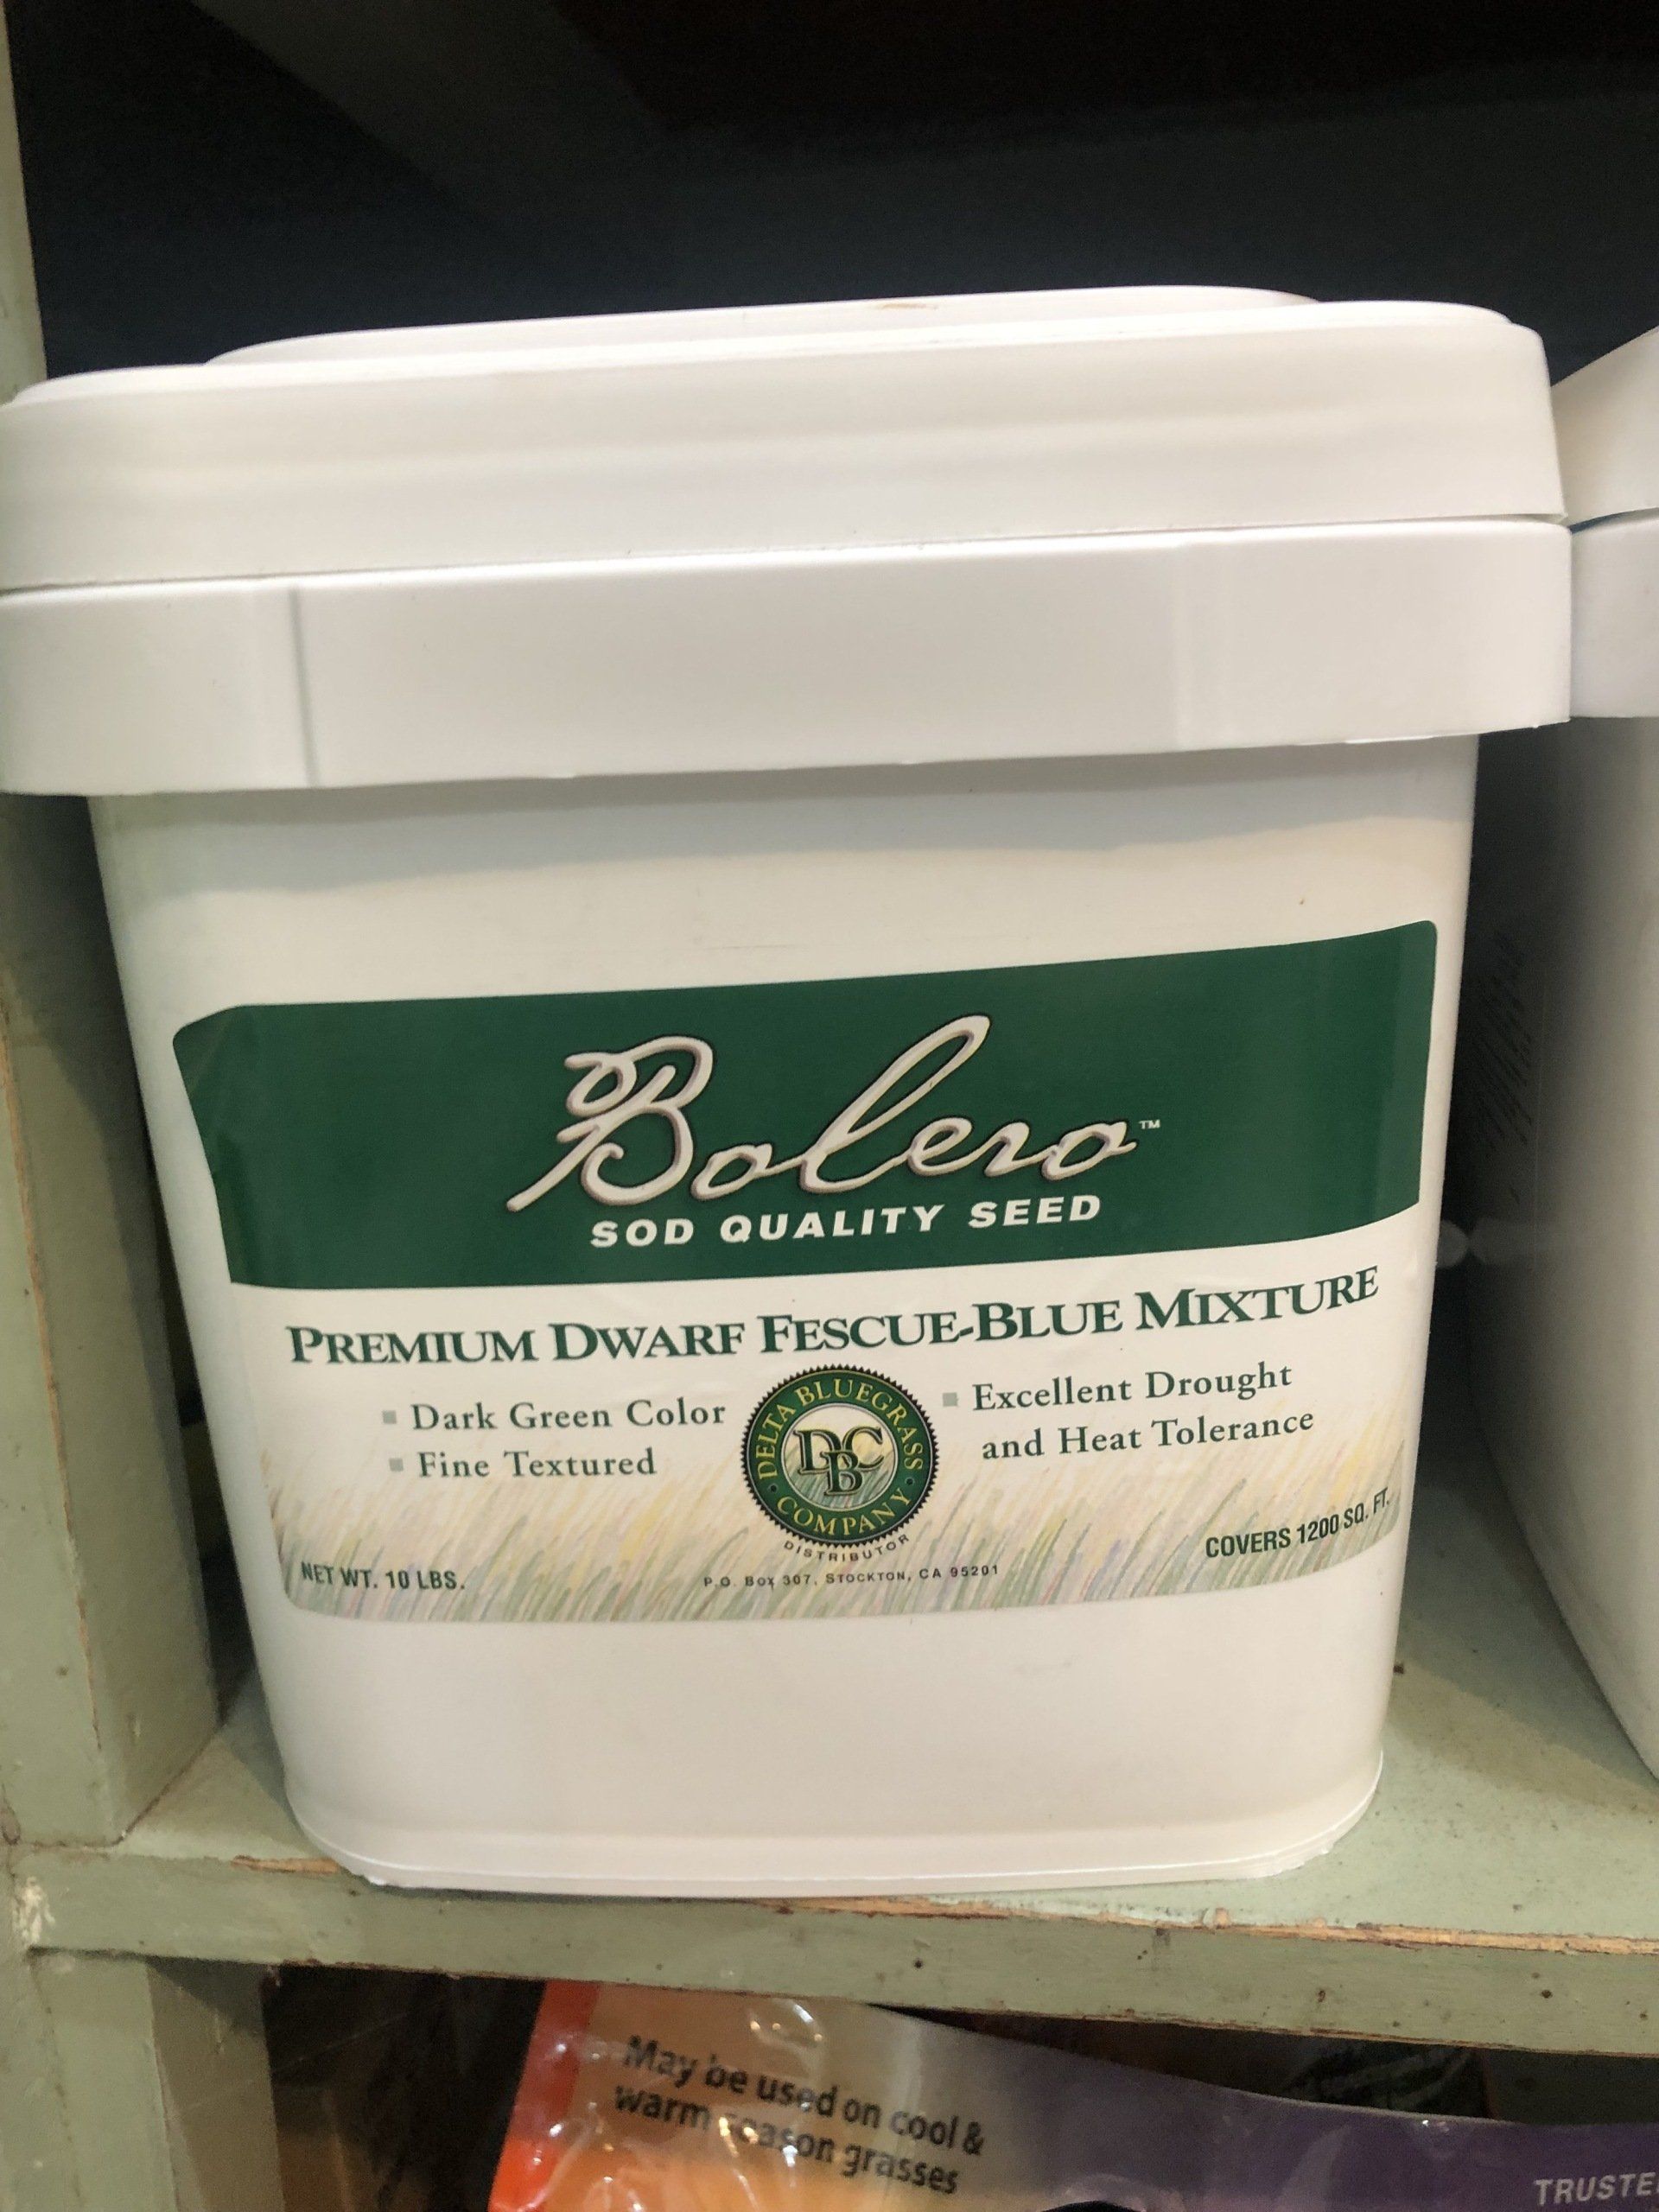 Bolero™
SOD QUALITY SEED
PREMIUM DWARF FESCUE-BLUE MIXTURE
▪ Dark Green Color
▪ Fine Textured
DELTA BLUEGRASS
DBC
COMPANY
DISTRIBUTOR
▪ Excellent Drought
and Heat Tolerance
NET WT. 10 LBS.
P.O. BOX 307, STOCKTON, CA 95201
COVERS 1200 SQ. FT.
May be used on cool &
warm season grasses